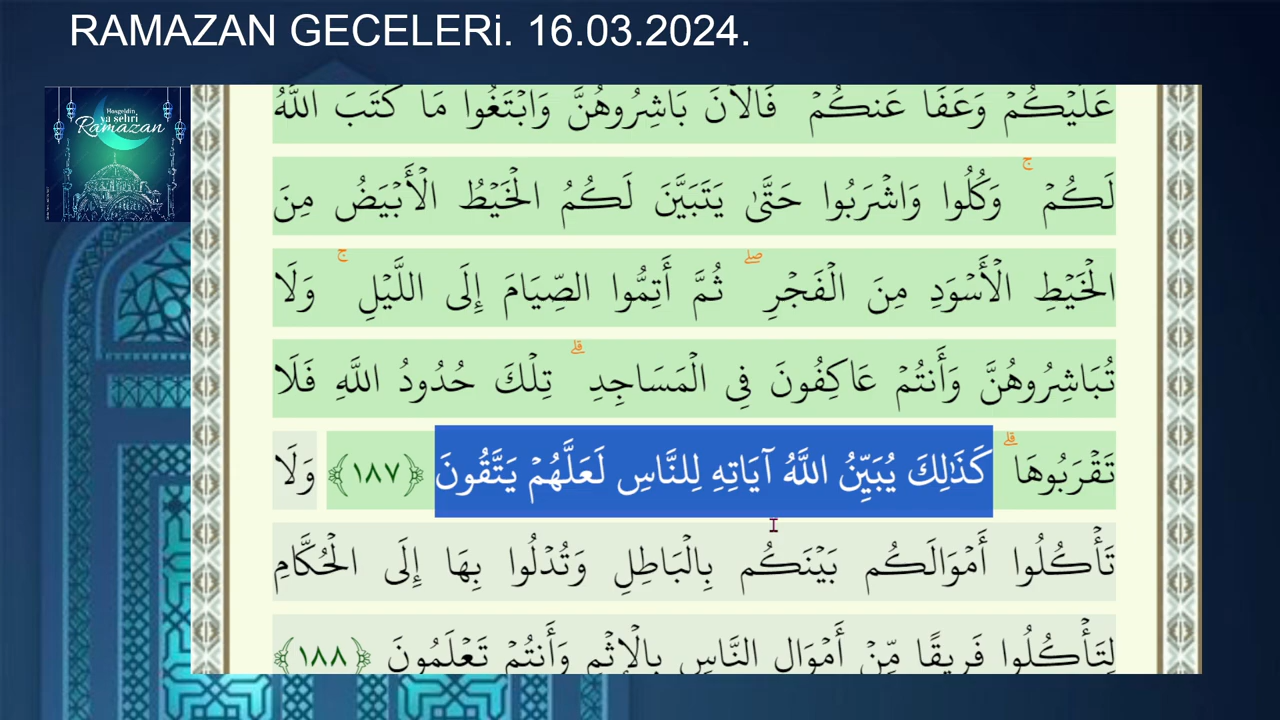 RAMAZAN GECELERi. 16.03.2024.
Hoşgeldin
ya şehri
Ramazan
عَلَيْكُمْ وَعَفَا عَنكُمْ ۖ فَالْآنَ بَاشِرُوهُنَّ وَابْتَغُوا مَا كَتَبَ اللَّهُ
لَكُمْ ۚ وَكُلُوا وَاشْرَبُوا حَتَّىٰ يَتَبَيَّنَ لَكُمُ الْخَيْطُ الْأَبْيَضُ مِنَ
الْخَيْطِ الْأَسْوَدِ مِنَ الْفَجْرِ ۖ ثُمَّ أَتِمُّوا الصِّيَامَ إِلَى اللَّيْلِ ۚ وَلَا
تُبَاشِرُوهُنَّ وَأَنتُمْ عَاكِفُونَ فِي الْمَسَاجِدِ ۗ تِلْكَ حُدُودُ اللَّهِ فَلَا
تَقْرَبُوهَا ۗ كَذَٰلِكَ يُبَيِّنُ اللَّهُ آيَاتِهِ لِلنَّاسِ لَعَلَّهُمْ يَتَّقُونَ ﴿١٨٧﴾ وَلَا
تَأْكُلُوا أَمْوَالَكُم بَيْنَكُم بِالْبَاطِلِ وَتُدْلُوا بِهَا إِلَى الْحُكَّامِ
لِتَأْكُلُوا فَرِيقًا مِّنْ أَمْوَالِ النَّاسِ بِالْإِثْمِ وَأَنتُمْ تَعْلَمُونَ ﴿١٨٨﴾